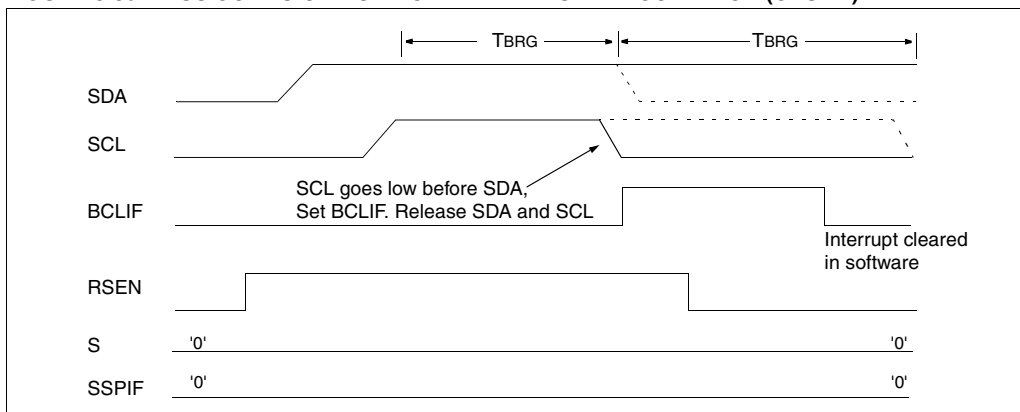 TBRG TBRG
SDA
SCL
SCL goes low before SDA,
Set BCLIF. Release SDA and SCL
BCLIF
Interrupt cleared
in software
RSEN
S '0' '0'
SSPIF '0' '0'